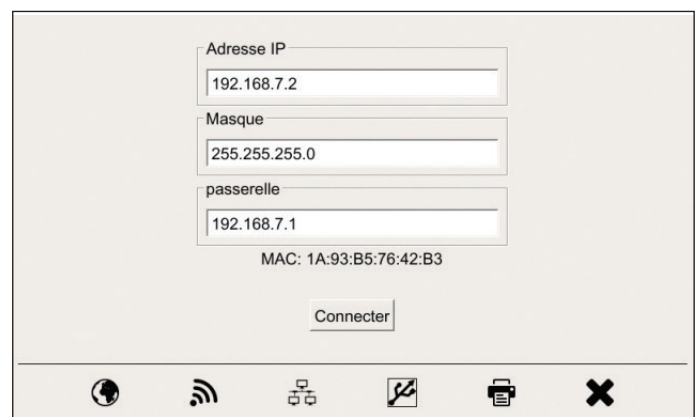 Adresse IP
192.168.7.2
Masque
255.255.255.0
passerelle
192.168.7.1
MAC: 1A:93:B5:76:42:B3
Connecter